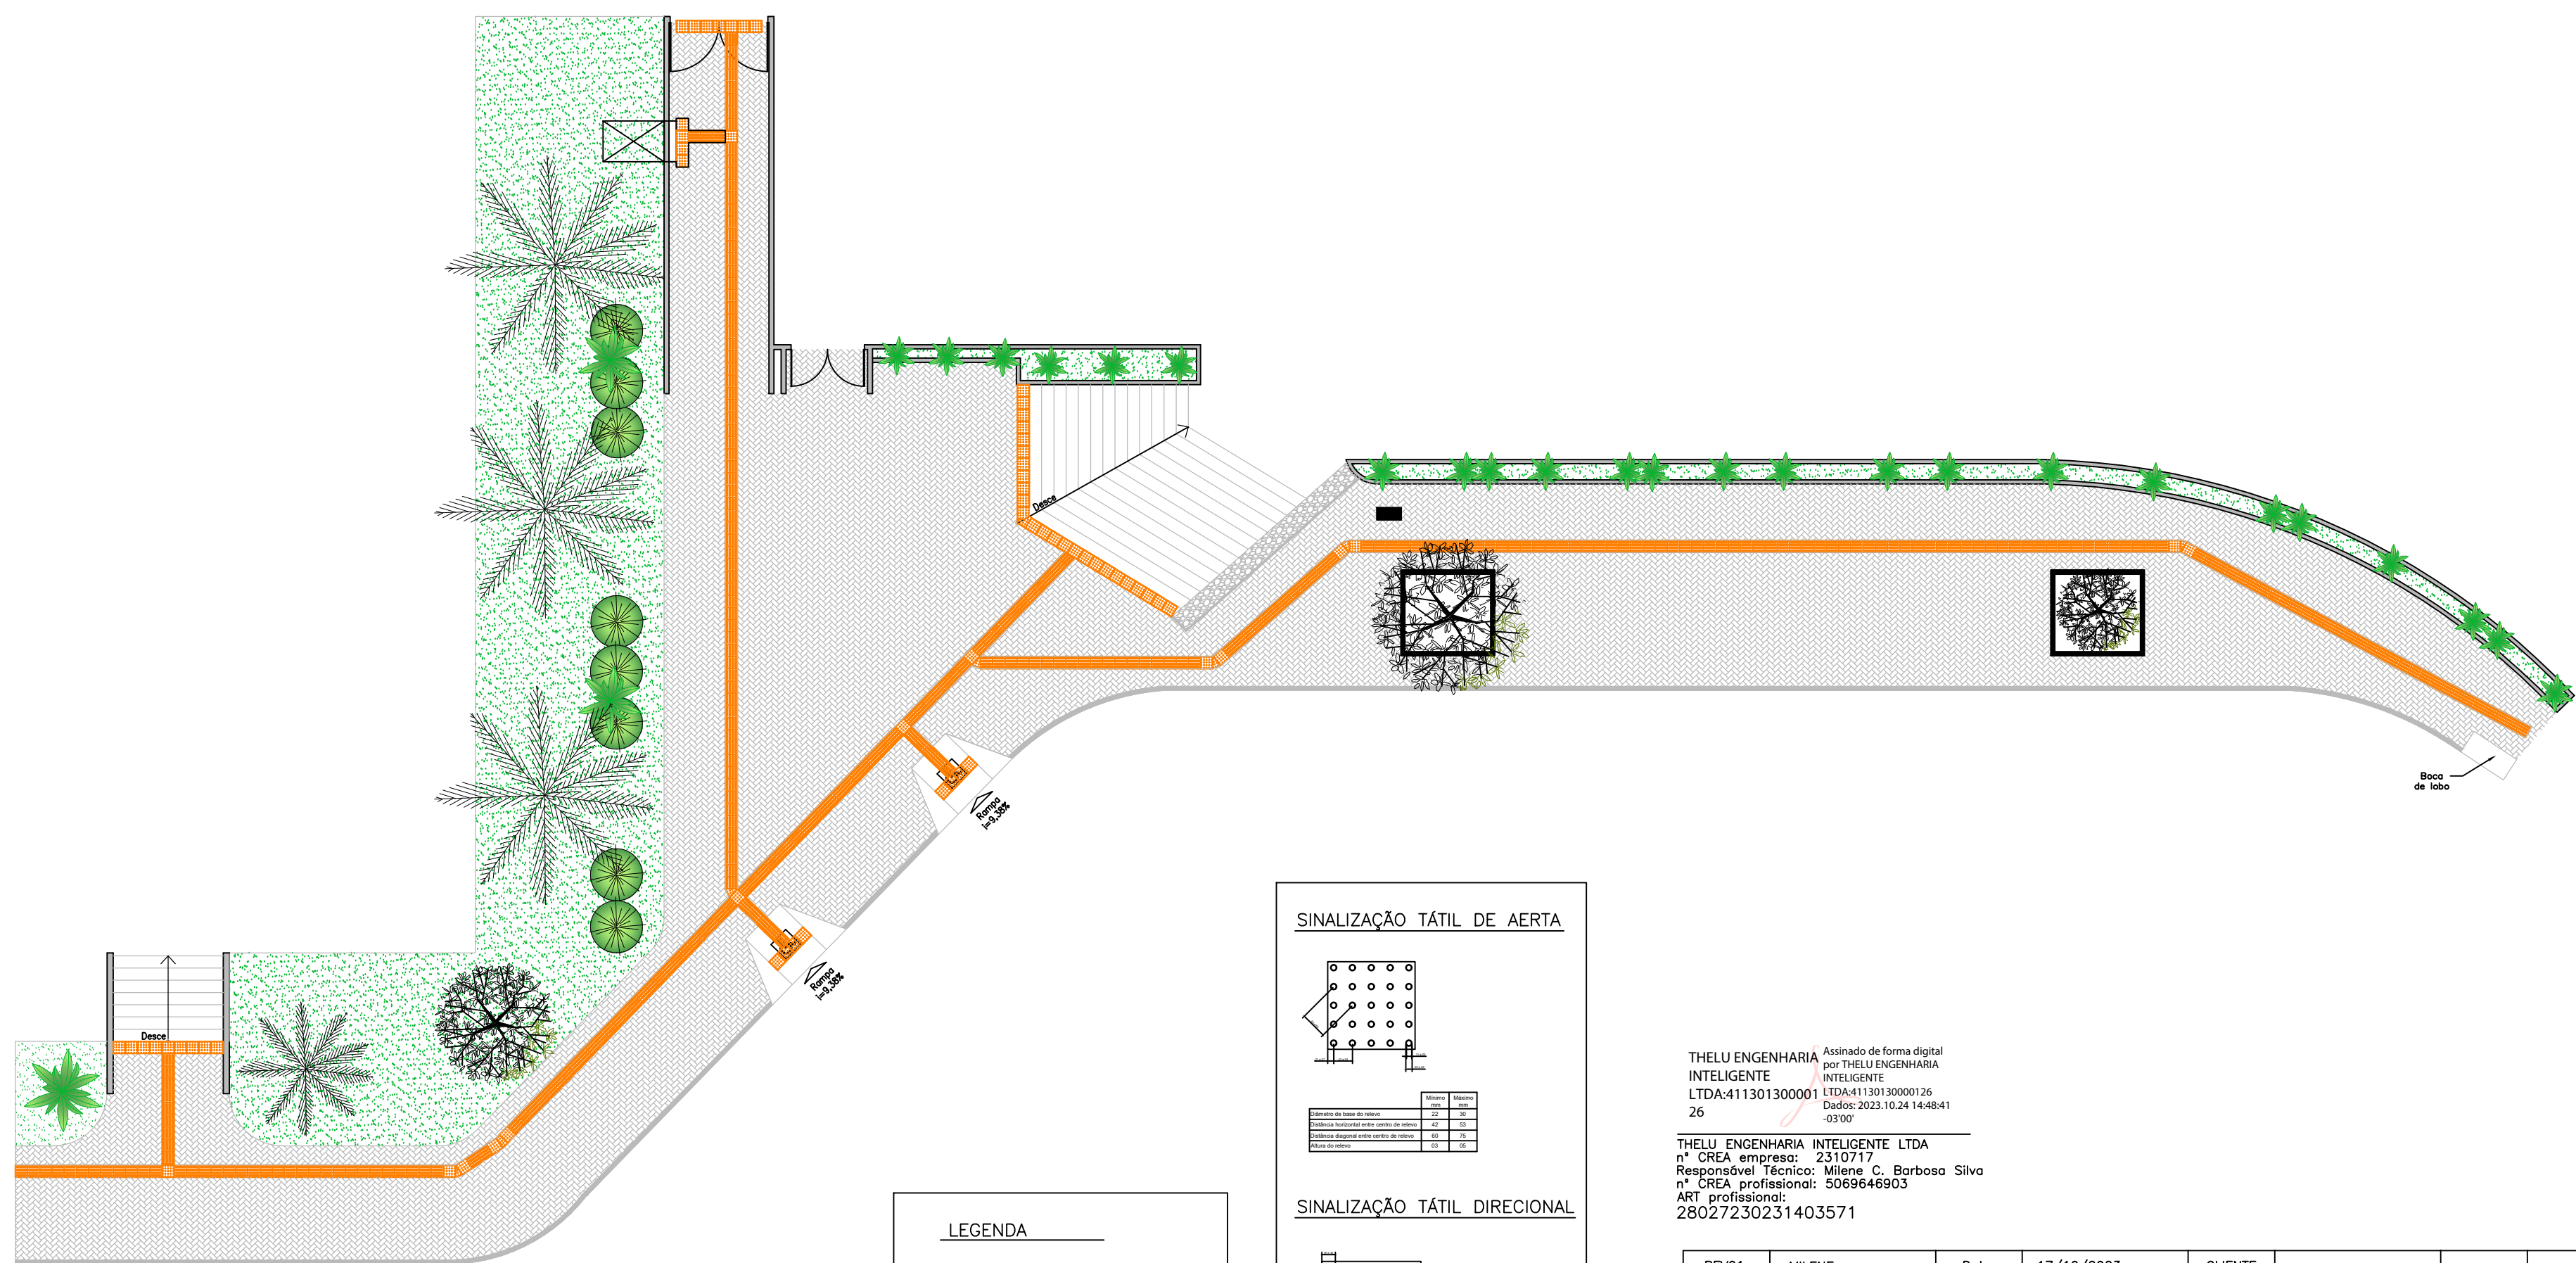 Desce
Rampa
i=9,38%
Boca
de lobo
Rampa
i=9,38%
Desce
SINALIZAÇÃO TÁTIL DE AERTA
Mínimo mm Máximo mm
Diâmetro de base do relevo 22 30
Distância horizontal entre centro de relevo 42 53
Distância diagonal entre centro de relevo 60 75
Altura do relevo 03 05
SINALIZAÇÃO TÁTIL DIRECIONAL
LEGENDA
THELU ENGENHARIA
INTELIGENTE
LTDA:411301300001
26
Assinado de forma digital
por THELU ENGENHARIA
INTELIGENTE
LTDA:41130130000126
Dados: 2023.10.24 14:48:41
-03'00'
THELU ENGENHARIA INTELIGENTE LTDA
n° CREA empresa: 2310717
Responsável Técnico: Milene C. Barbosa Silva
n° CREA profissional: 5069646903
ART profissional:
28027230231403571